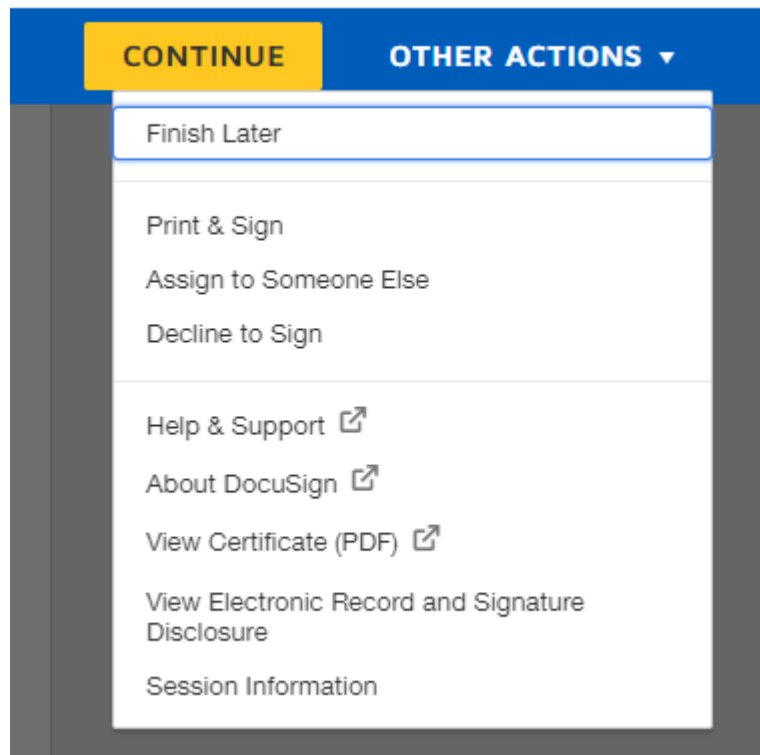 CONTINUE OTHER ACTIONS
Finish Later
Print & Sign
Assign to Someone Else
Decline to Sign
Help & Support
About DocuSign
View Certificate (PDF)
View Electronic Record and Signature
Disclosure
Session Information